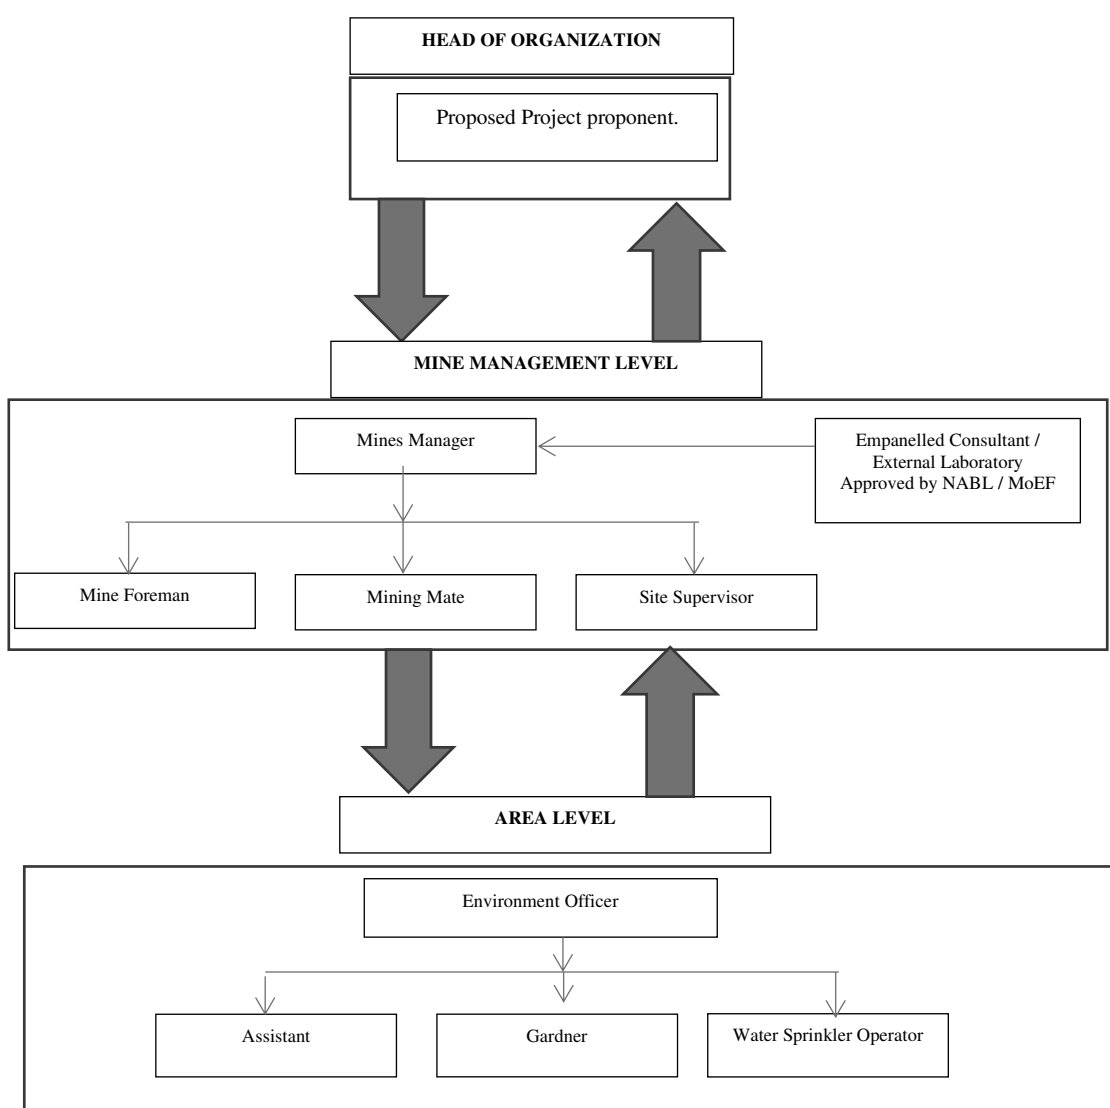 HEAD OF ORGANIZATION
Proposed Project proponent.
MINE MANAGEMENT LEVEL
Mines Manager
Empanelled Consultant /
External Laboratory
Approved by NABL / MoEF
Mine Foreman
Mining Mate
Site Supervisor
AREA LEVEL
Environment Officer
Assistant
Gardner
Water Sprinkler Operator